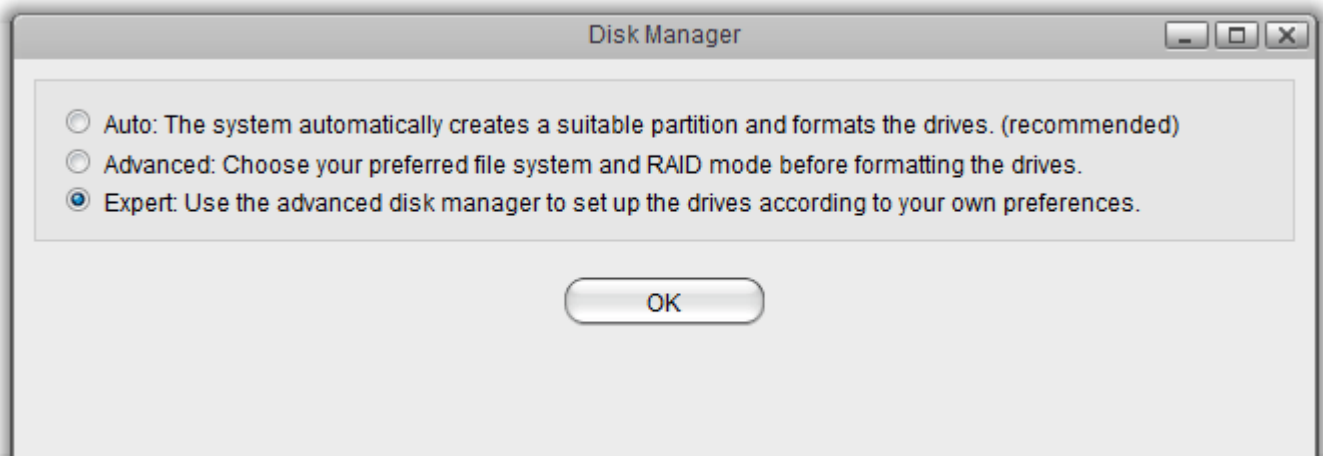 Disk Manager
Auto: The system automatically creates a suitable partition and formats the drives. (recommended)
Advanced: Choose your preferred file system and RAID mode before formatting the drives.
Expert: Use the advanced disk manager to set up the drives according to your own preferences.
OK